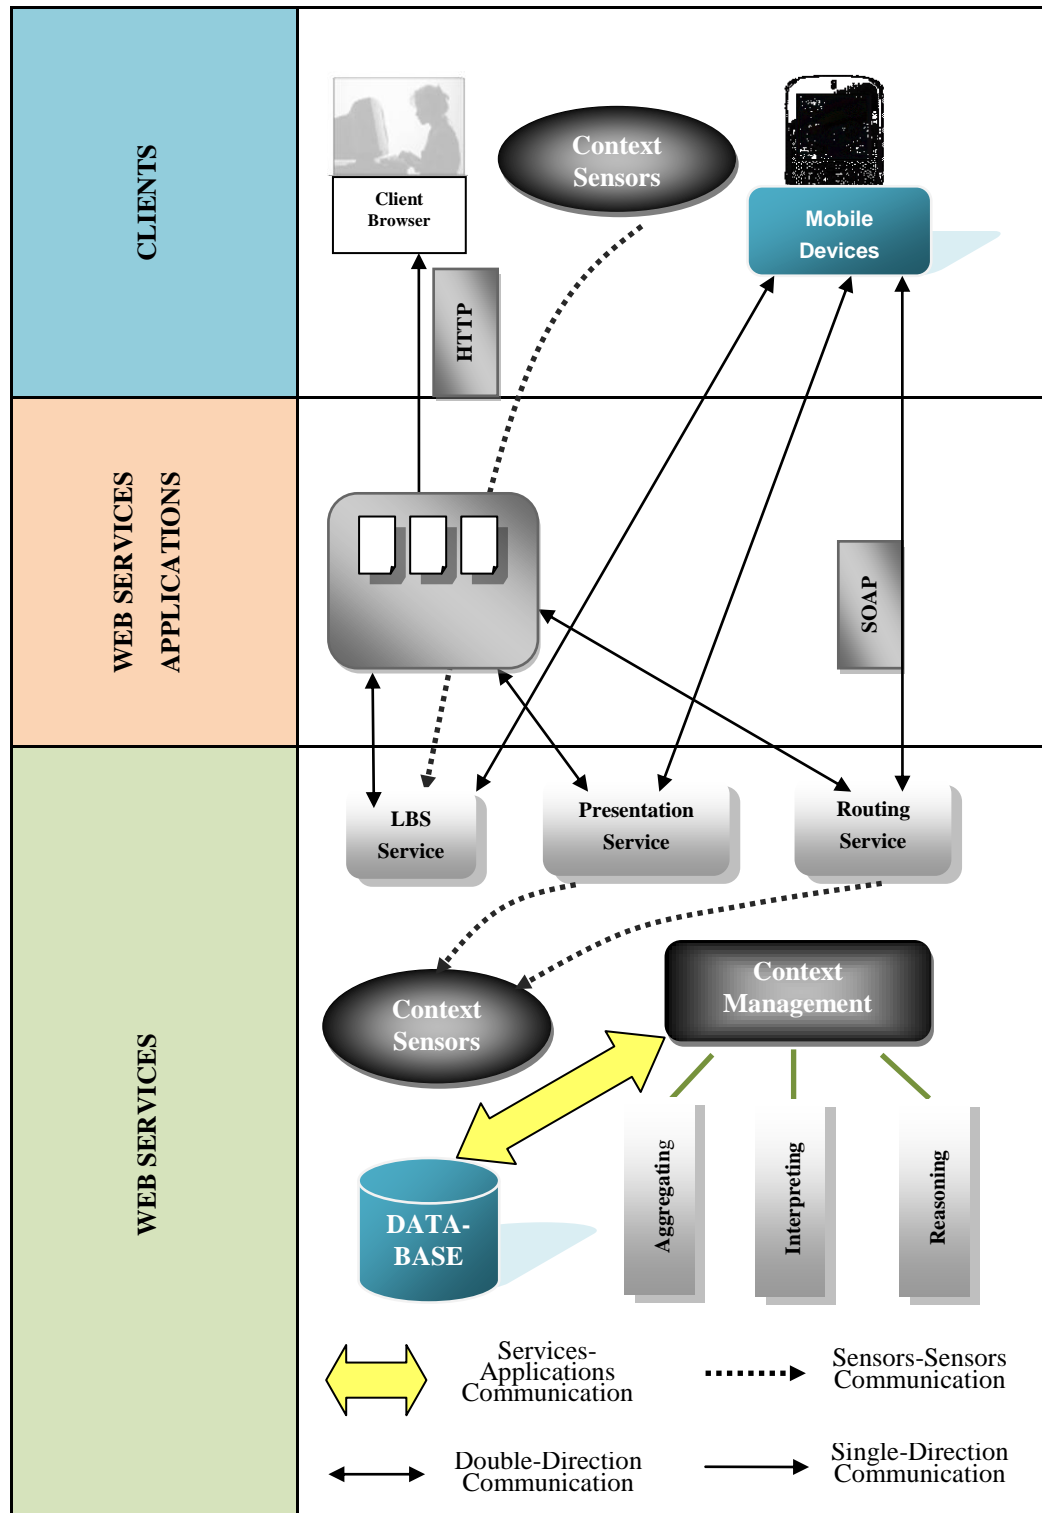 CLIENTS
Client
Browser
Context
Sensors
Mobile
Devices
HTTP
WEB SERVICES
APPLICATIONS
SOAP
WEB SERVICES
LBS
Service
Presentation
Service
Routing
Service
Context
Sensors
Context
Management
DATA-
BASE
Aggregating
Interpreting
Reasoning
Services-
Applications
Communication
Sensors-Sensors
Communication
Double-Direction
Communication
Single-Direction
Communication